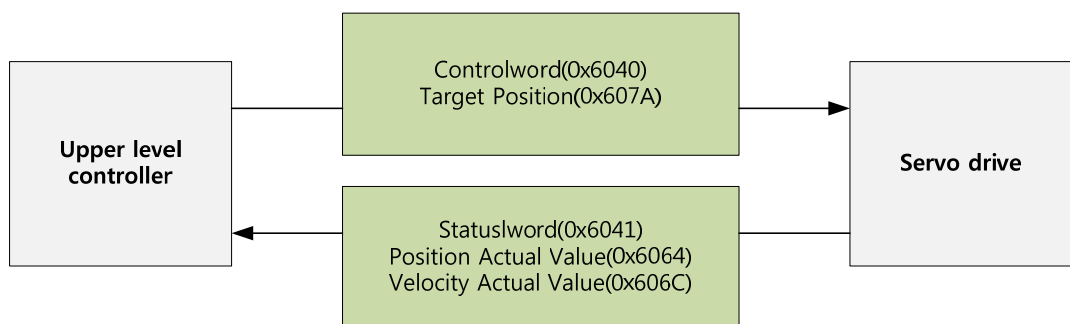 Controlword(0x6040)
Target Position(0x607A)
Upper level
controller
Servo drive
Statuslword(0x6041)
Position Actual Value(0x6064)
Velocity Actual Value(0x606C)